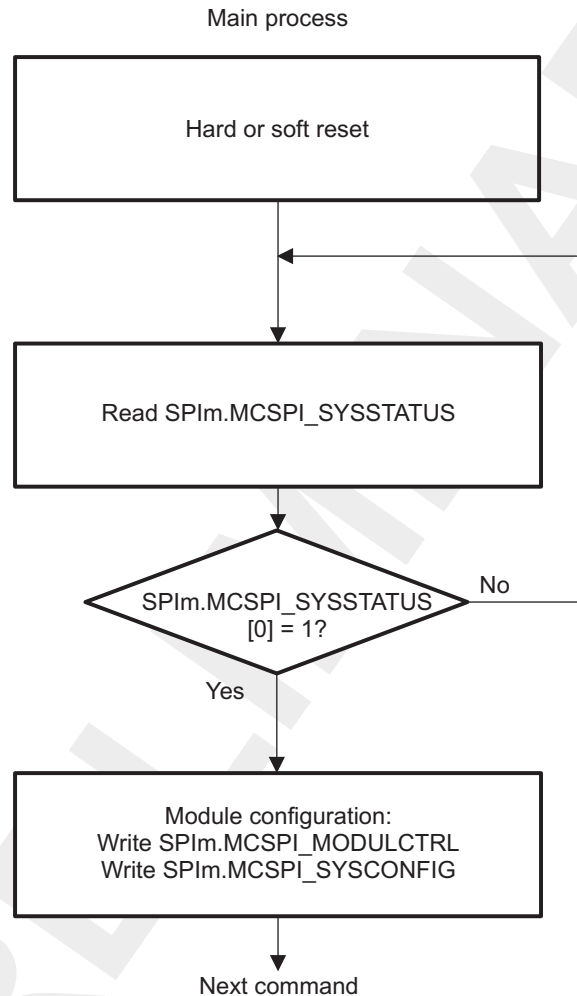 Main process
Hard or soft reset
Read SPIm.MCSPI_SYSSTATUS
SPIm.MCSPI_SYSSTATUS
[0] = 1?
No
Yes
Module configuration:
Write SPIm.MCSPI_MODULCTRL
Write SPIm.MCSPI_SYSCONFIG
Next command